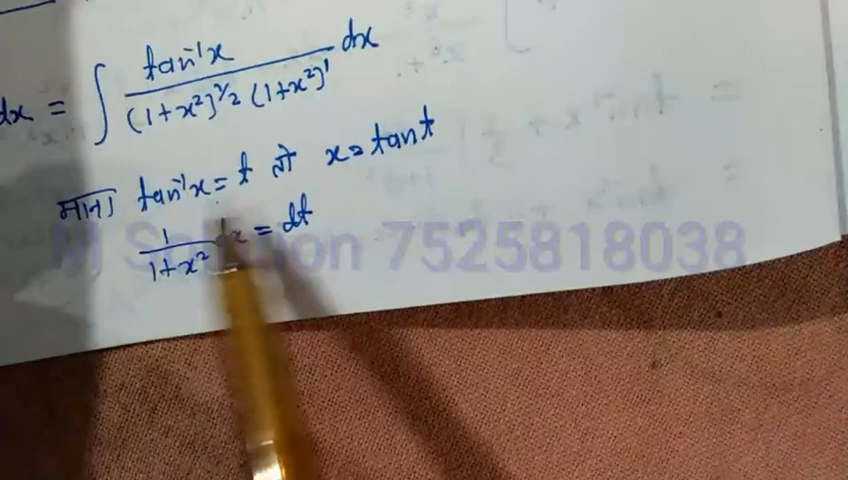 dx = ∫ tan⁻¹x / (1+x²)^1/2 (1+x²)¹ dx
माना tan⁻¹x = t तो x = tan t
1 / 1+x² dx = dt
M Solution 7525818038